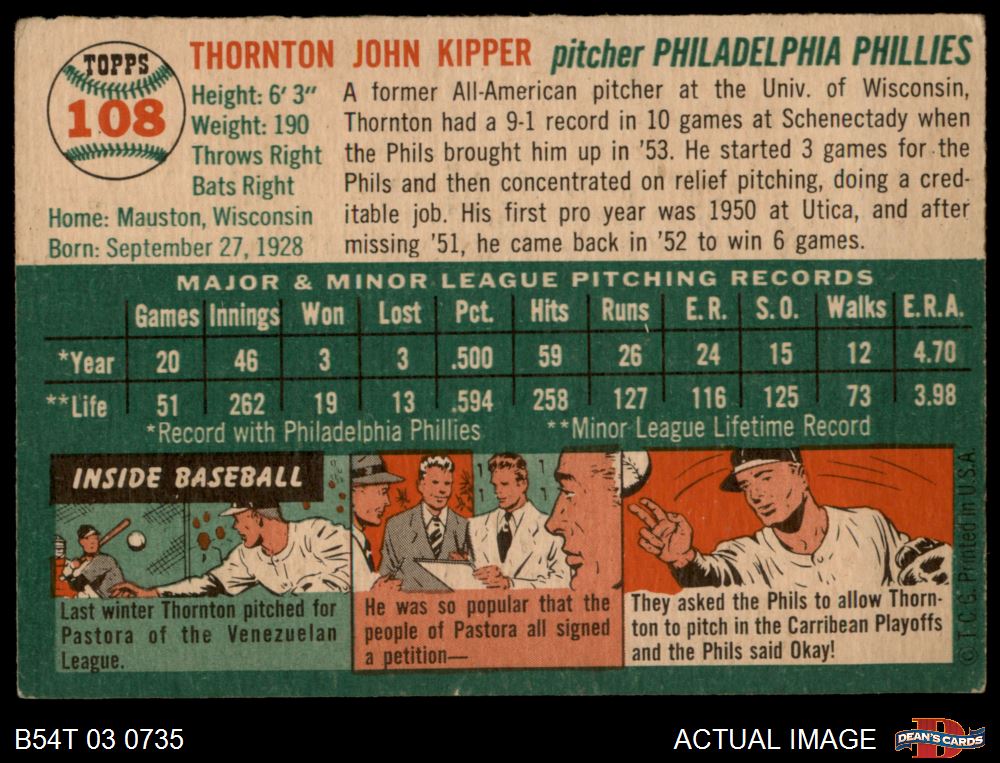 TOPPS
108
THORNTON JOHN KIPPER pitcher PHILADELPHIA PHILLIES
Height: 6' 3"
Weight: 190
Throws Right
Bats Right
Home: Mauston, Wisconsin
Born: September 27, 1928
A former All-American pitcher at the Univ. of Wisconsin,
Thornton had a 9-1 record in 10 games at Schenectady when
the Phils brought him up in '53. He started 3 games for the
Phils and then concentrated on relief pitching, doing a cred-
itable job. His first pro year was 1950 at Utica, and after
missing '51, he came back in '52 to win 6 games.
MAJOR & MINOR LEAGUE PITCHING RECORDS
Games Innings Won Lost Pct. Hits Runs E.R. S.O. Walks E.R.A.
*Year 20 46 3 3 .500 59 26 24 15 12 4.70
**Life 51 262 19 13 .594 258 127 116 125 73 3.98
*Record with Philadelphia Phillies **Minor League Lifetime Record
INSIDE BASEBALL
Last winter Thornton pitched for
Pastora of the Venezuelan
League.
He was so popular that the
people of Pastora all signed
a petition—
They asked the Phils to allow Thorn-
ton to pitch in the Carribean Playoffs
and the Phils said Okay!
© T.C.G. Printed in U.S.A.
B54T 03 0735
ACTUAL IMAGE
DEAN'S CARDS